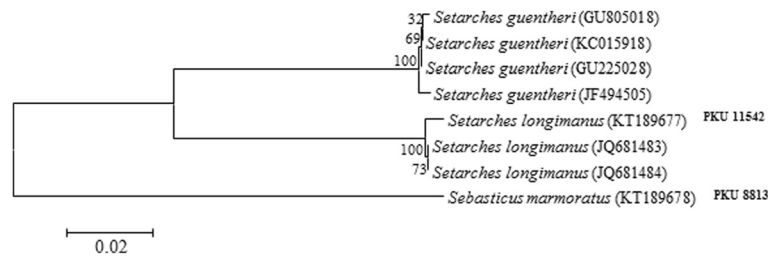 32 Setarches guentheri (GU805018)
69 Setarches guentheri (KC015918)
100 Setarches guentheri (GU225028)
Setarches guentheri (JF494505)
Setarches longimanus (KT189677) PKU 11542
100 Setarches longimanus (JQ681483)
73 Setarches longimanus (JQ681484)
Sebasticus marmoratus (KT189678) PKU 8813
0.02